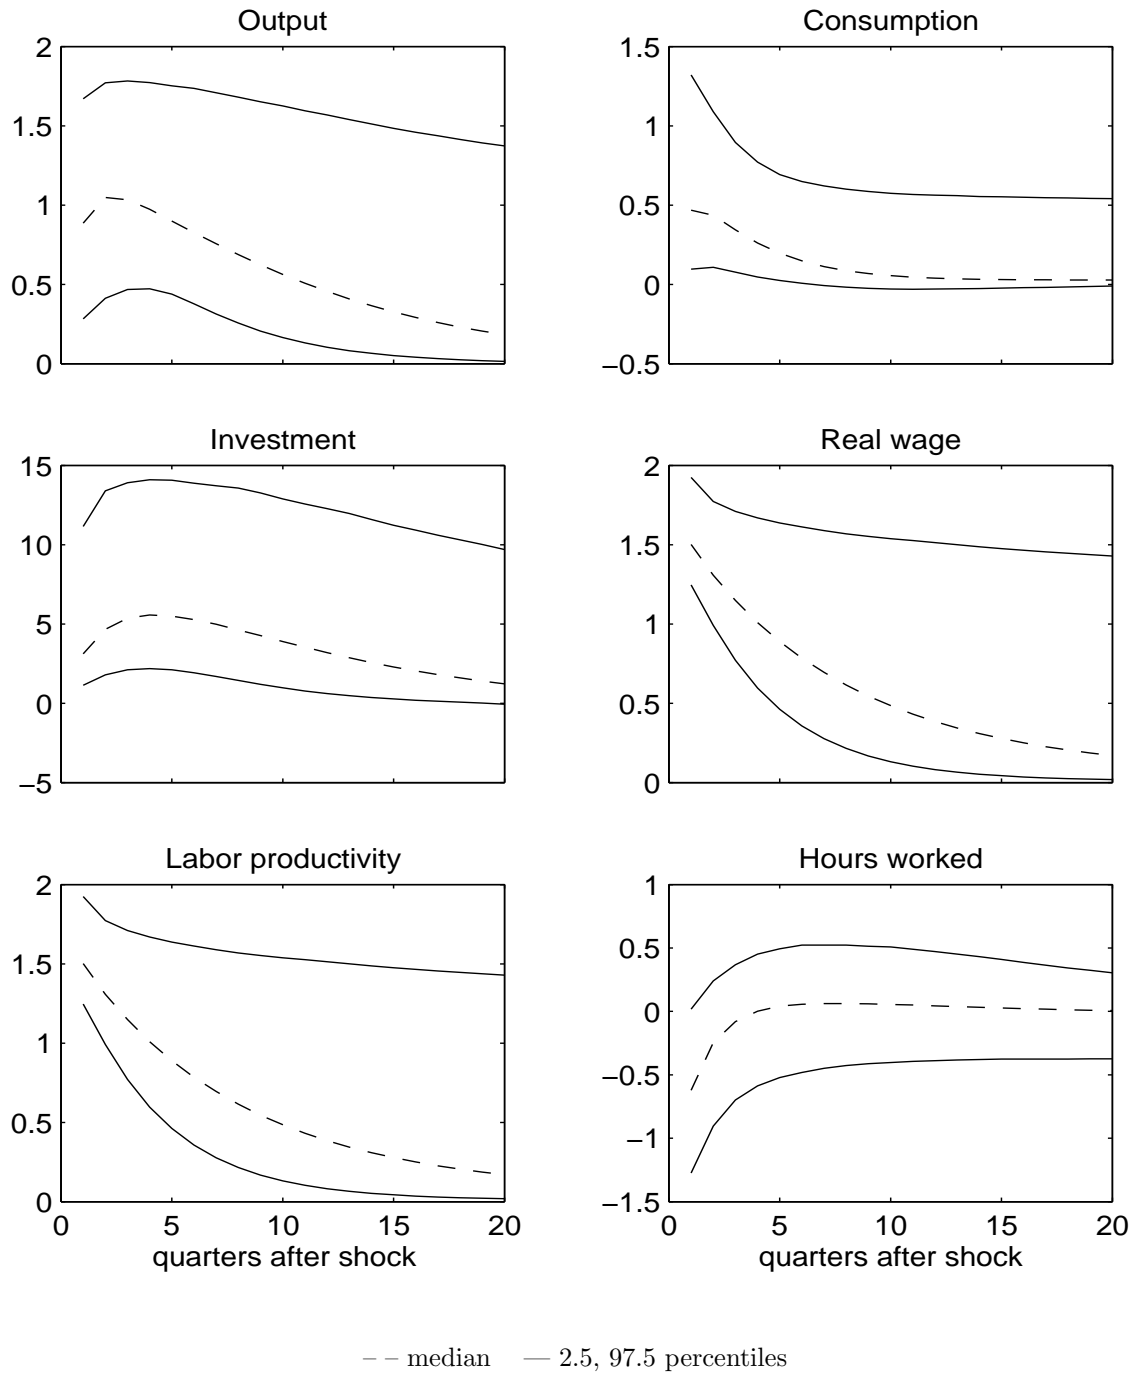 Output
2
1.5
1
0.5
0
Consumption
1.5
1
0.5
0
−0.5
Investment
15
10
5
0
−5
Real wage
2
1.5
1
0.5
0
Labor productivity
2
1.5
1
0.5
0
0 5 10 15 20
quarters after shock
Hours worked
1
0.5
0
−0.5
−1
−1.5
0 5 10 15 20
quarters after shock
– – median — 2.5, 97.5 percentiles